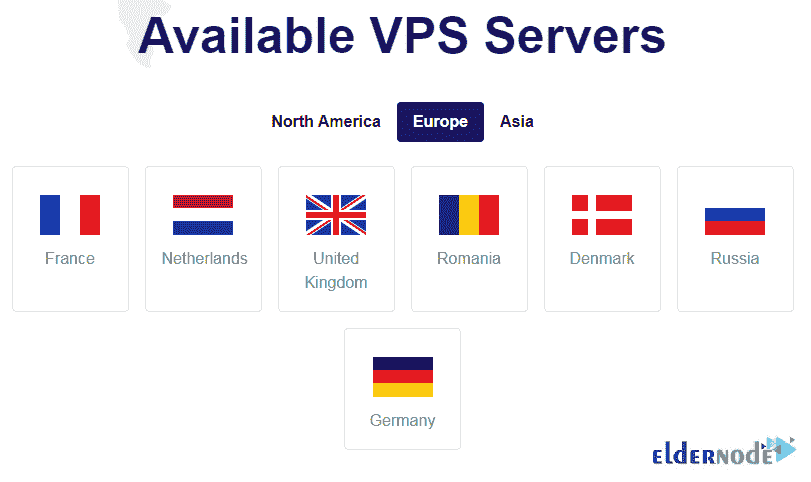 Available VPS Servers
North America Europe Asia
France Netherlands United Kingdom Romania Denmark Russia
Germany
eldernode